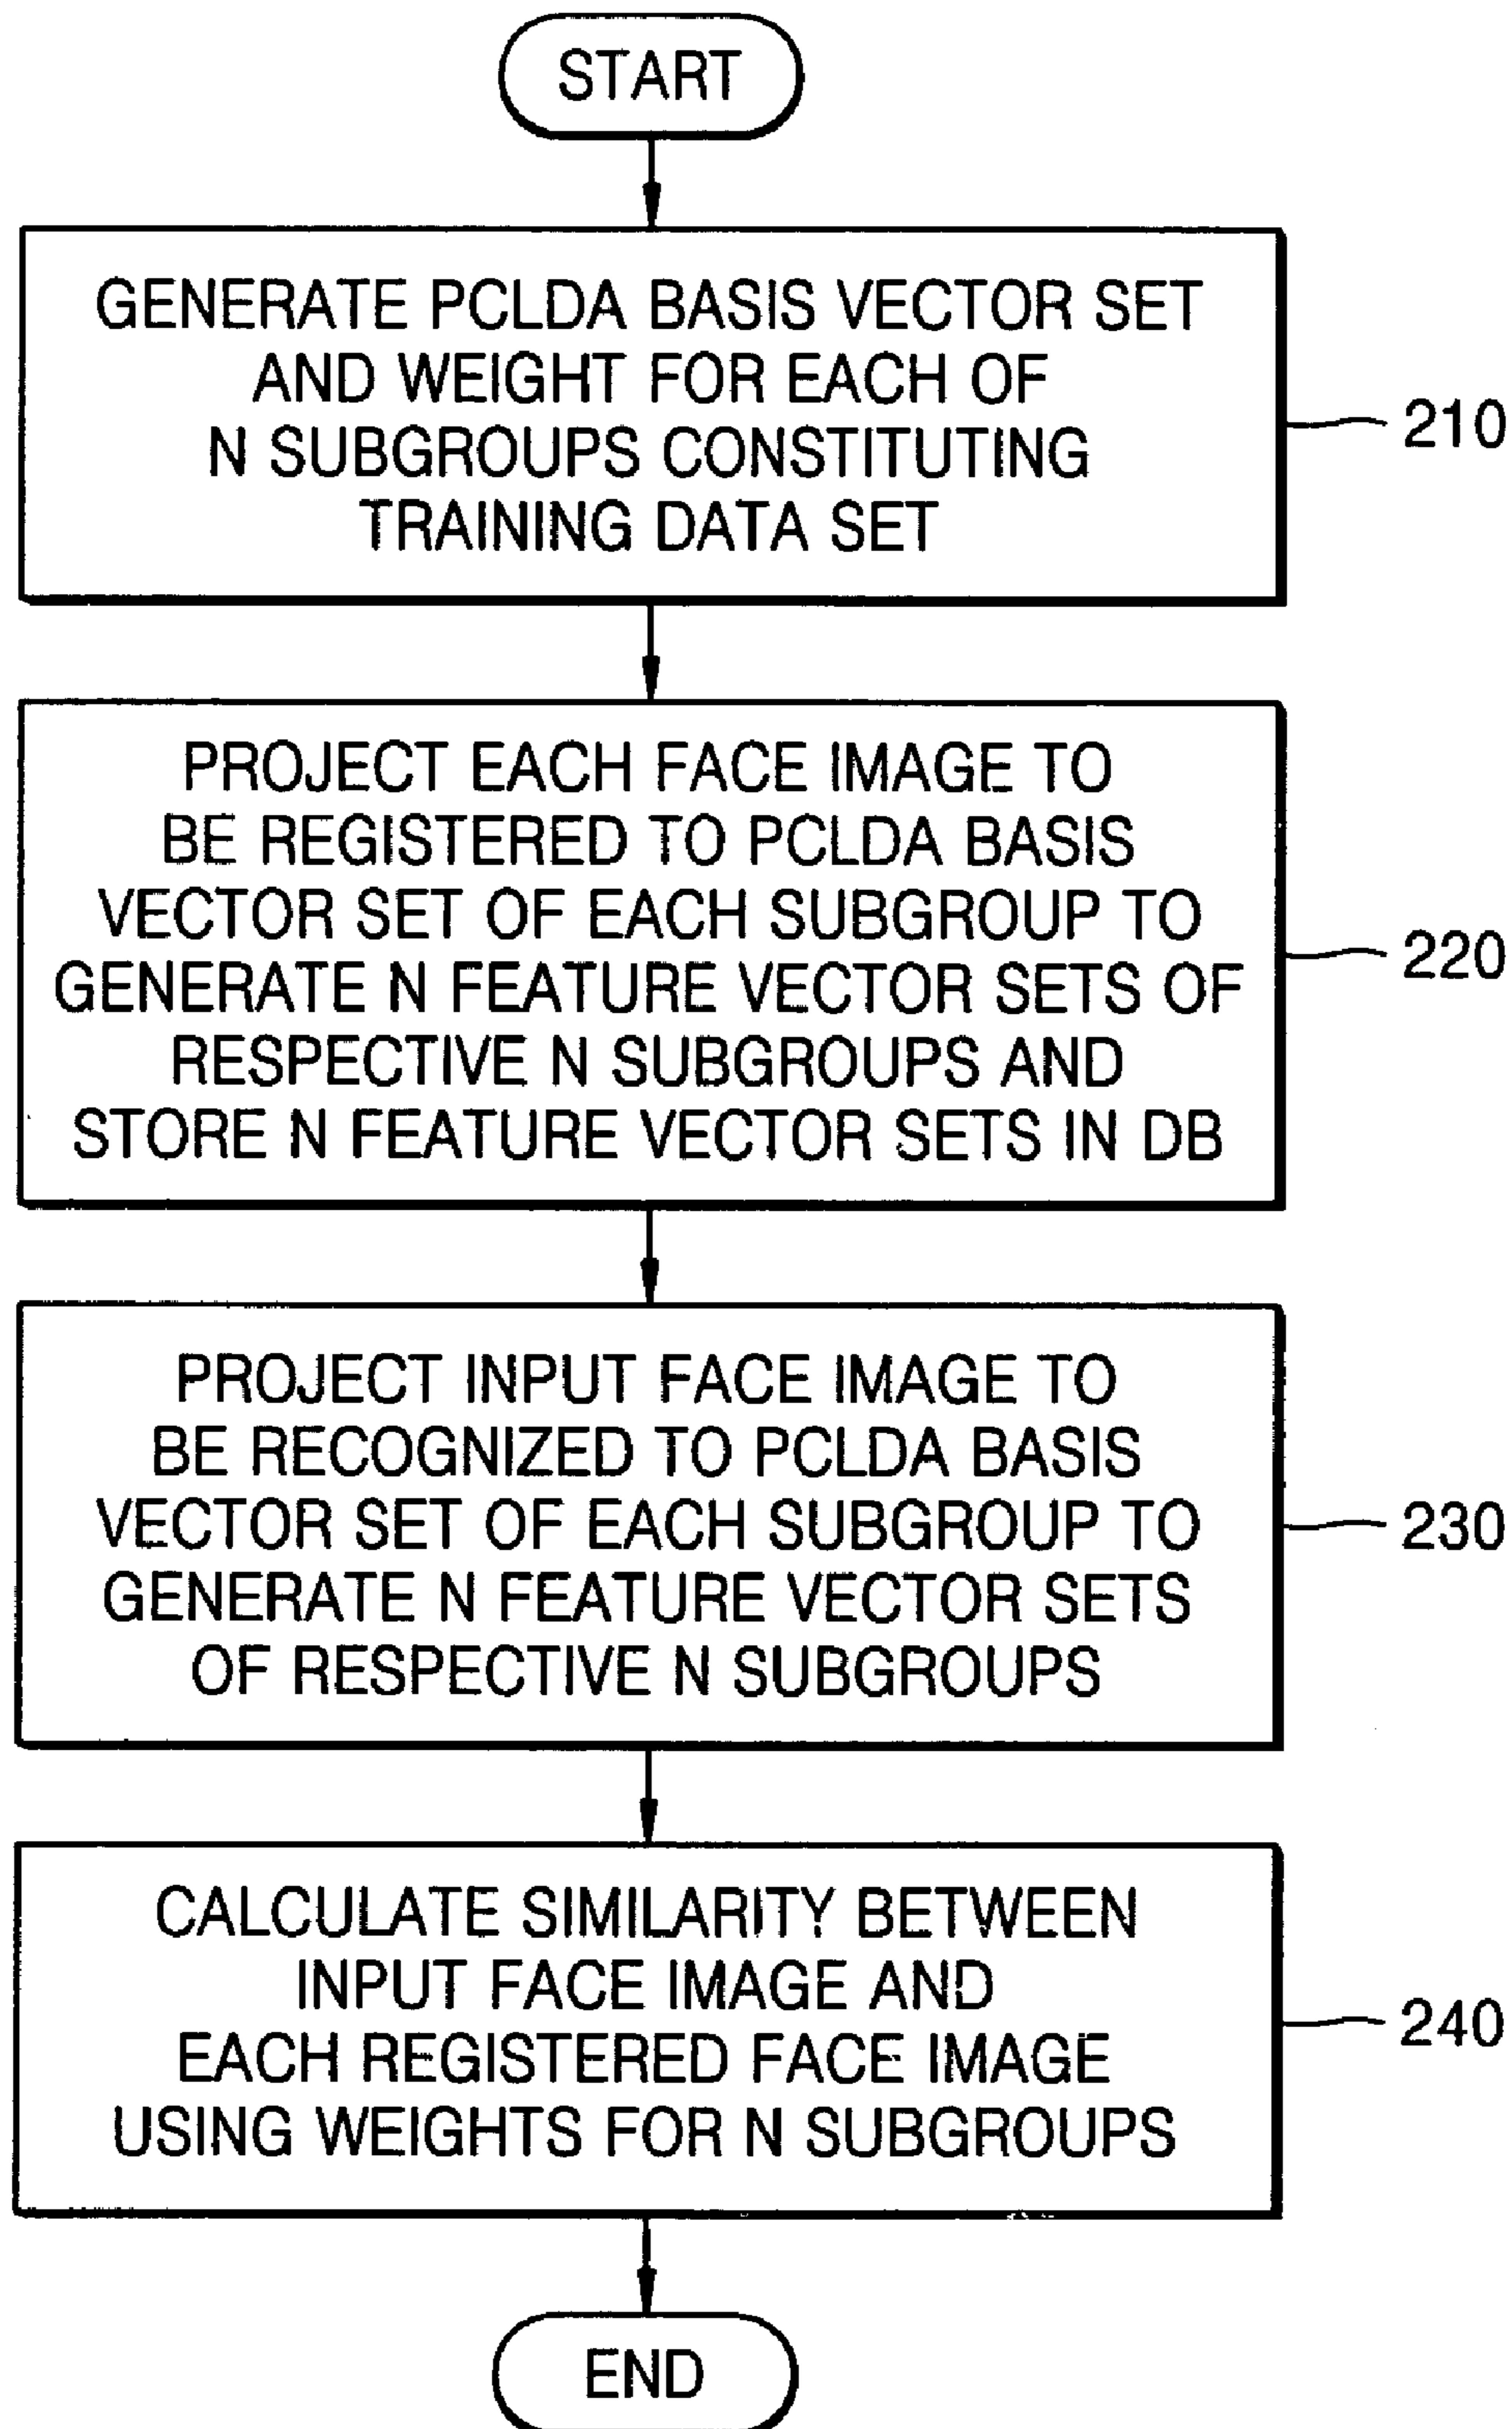 START
GENERATE PCLDA BASIS VECTOR SET
AND WEIGHT FOR EACH OF
N SUBGROUPS CONSTITUTING
TRAINING DATA SET
210
PROJECT EACH FACE IMAGE TO
BE REGISTERED TO PCLDA BASIS
VECTOR SET OF EACH SUBGROUP TO
GENERATE N FEATURE VECTOR SETS OF
RESPECTIVE N SUBGROUPS AND
STORE N FEATURE VECTOR SETS IN DB
220
PROJECT INPUT FACE IMAGE TO
BE RECOGNIZED TO PCLDA BASIS
VECTOR SET OF EACH SUBGROUP TO
GENERATE N FEATURE VECTOR SETS
OF RESPECTIVE N SUBGROUPS
230
CALCULATE SIMILARITY BETWEEN
INPUT FACE IMAGE AND
EACH REGISTERED FACE IMAGE
USING WEIGHTS FOR N SUBGROUPS
240
END